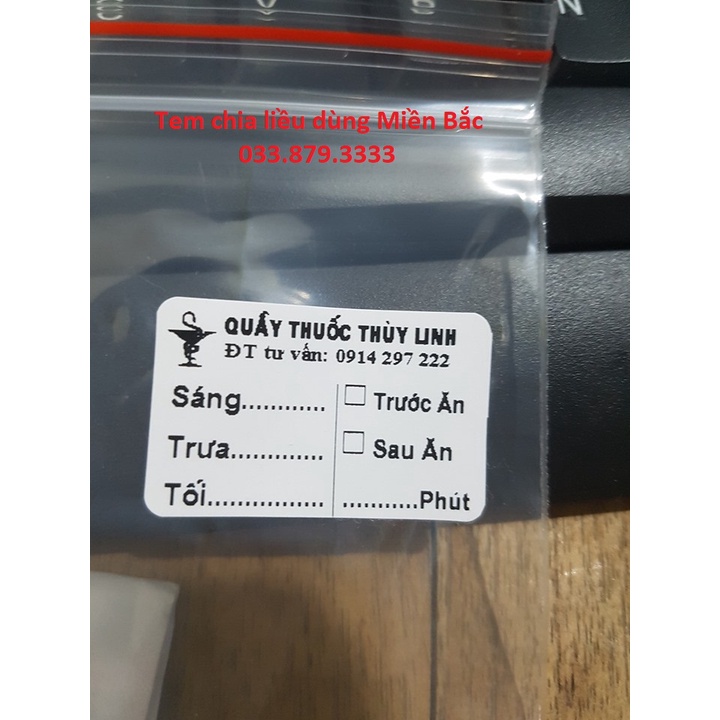 N
Tem chia liều dùng Miền Bắc
033.879.3333
QUẦY THUỐC THÙY LINH
ĐT tư vấn: 0914 297 222
Sáng............ ☐ Trước Ăn
Trưa............. ☐ Sau Ăn
Tối................ ...........Phút